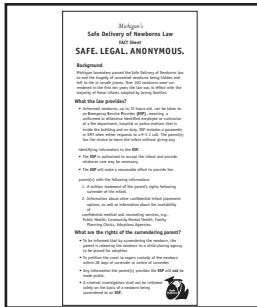 Michigan's
Safe Delivery of Newborns Law
FACT Sheet
SAFE. LEGAL. ANONYMOUS.
Background
Michigan lawmakers passed the Safe Delivery of Newborns law
to end the tragedy of unwanted newborns being hidden and
left to die in unsafe places. Over 100 newborns were sur-
rendered in the first ten years the law was in effect with the
majority of these infants adopted by loving families.
What the law provides?
• Unharmed newborns, up to 72 hours old, can be taken to
an Emergency Service Provider (ESP), meaning, a
uniformed or otherwise identified employee or contractor
of a fire department, hospital or police station that is
inside the building and on duty. ESP includes a paramedic
or EMT when either responds to a 9-1-1 call. The parent(s)
has the choice to leave the infant without giving any
identifying information to the ESP.
• The ESP is authorized to accept the infant and provide
whatever care may be necessary.
• The ESP will make a reasonable effort to provide the
parent(s) with the following information:
1. A written statement of the parent's rights following
surrender of the infant.
2. Information about other confidential infant placement
options, as well as information about the availability
of
confidential medical and counseling services, e.g.,
Public Health, Community Mental Health, Family
Planning Clinics, Adoptions Agencies.
What are the rights of the surrendering parent?
• To be informed that by surrendering the newborn, the
parent is releasing the newborn to a child placing agency
to be placed for adoption.
• To petition the court to regain custody of the newborn
within 28 days of surrender or notice of surrender.
• Any information the parent(s) provides the ESP will not be
made public.
• A criminal investigation shall not be initiated
solely on the basis of a newborn being
surrendered to an ESP.